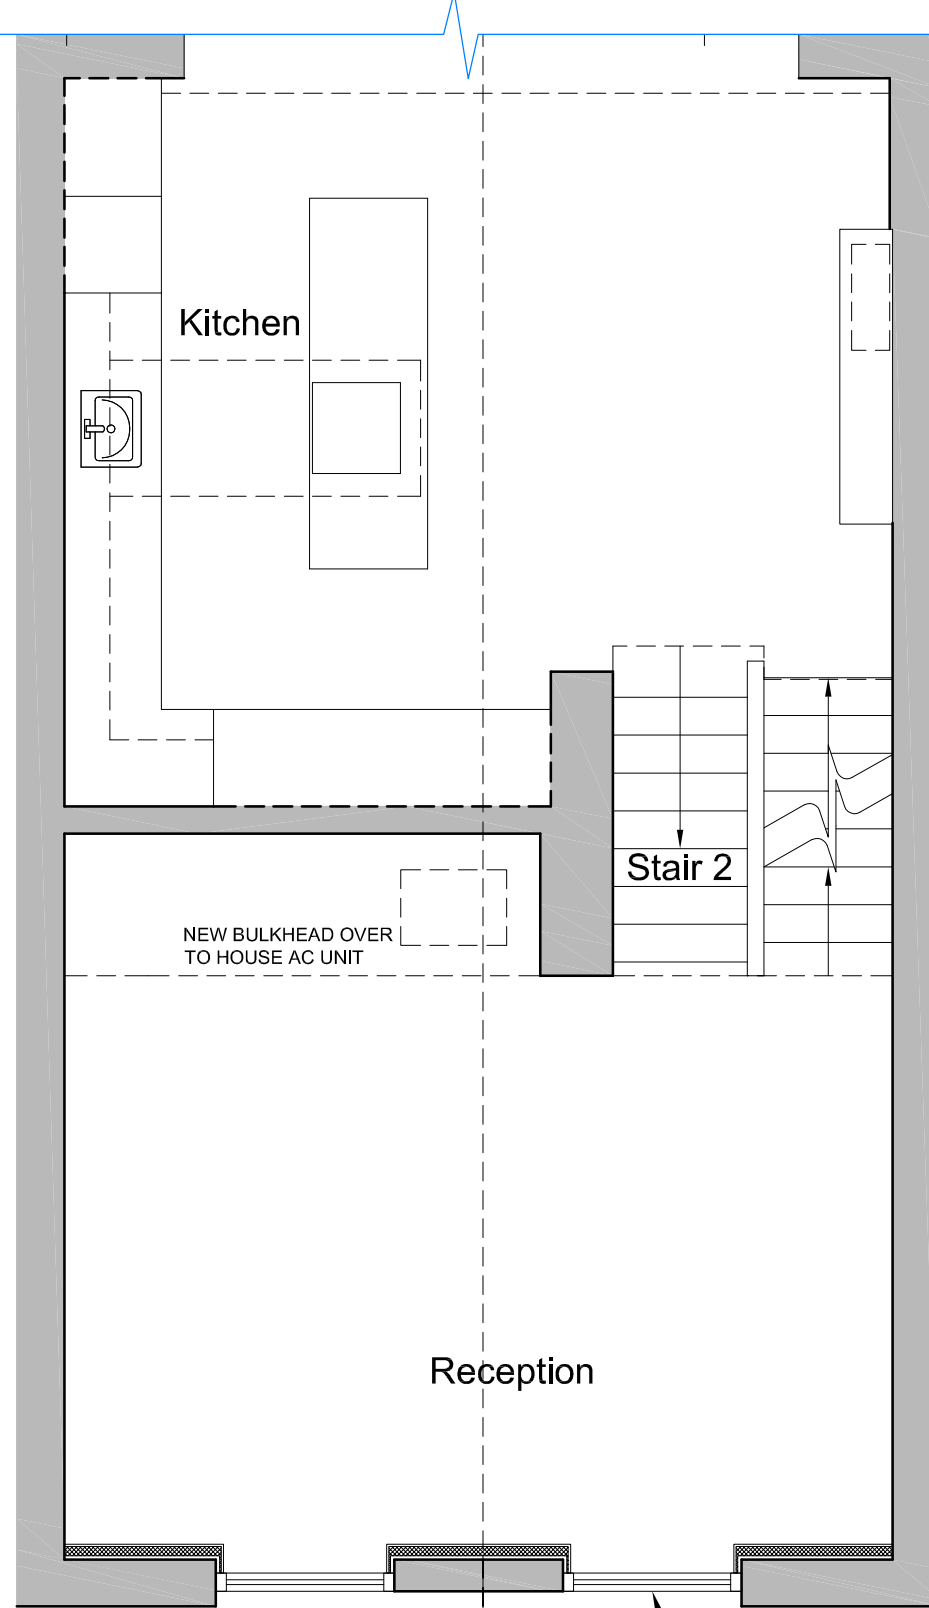 Kitchen
Stair 2
NEW BULKHEAD OVER
TO HOUSE AC UNIT
Reception